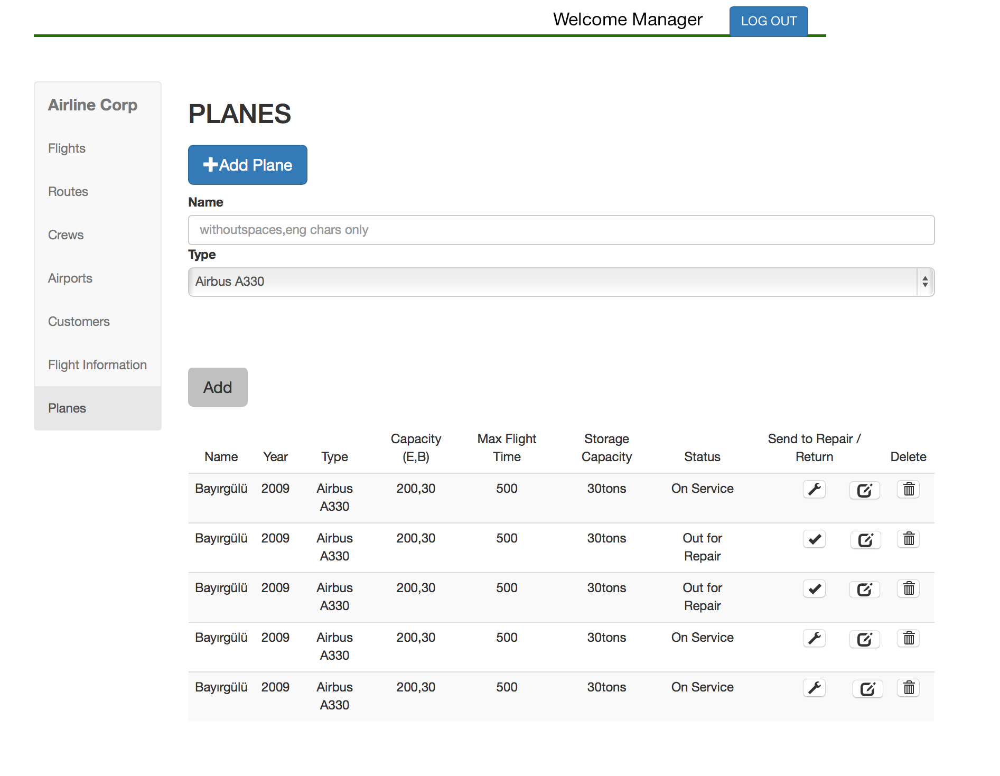 Welcome Manager
LOG OUT
Airline Corp
Flights
Routes
Crews
Airports
Customers
Flight Information
Planes
PLANES
Add Plane
Name
withoutspaces,eng chars only
Type
Airbus A330
Add
Name Year Type Capacity (E,B) Max Flight Time Storage Capacity Status Send to Repair / Return Delete
Bayırgülü 2009 Airbus A330 200,30 500 30tons On Service
Bayırgülü 2009 Airbus A330 200,30 500 30tons Out for Repair
Bayırgülü 2009 Airbus A330 200,30 500 30tons Out for Repair
Bayırgülü 2009 Airbus A330 200,30 500 30tons On Service
Bayırgülü 2009 Airbus A330 200,30 500 30tons On Service